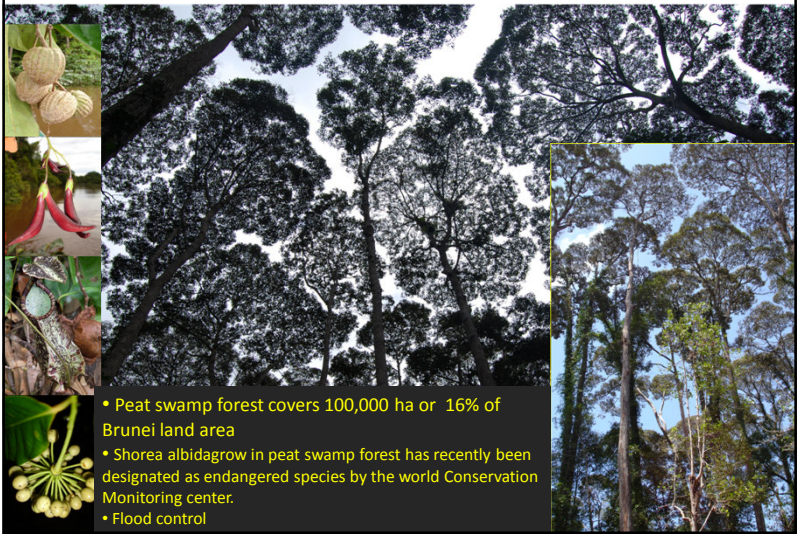 • Peat swamp forest covers 100,000 ha or 16% of
Brunei land area
• Shorea albidagrow in peat swamp forest has recently been
designated as endangered species by the world Conservation
Monitoring center.
• Flood control